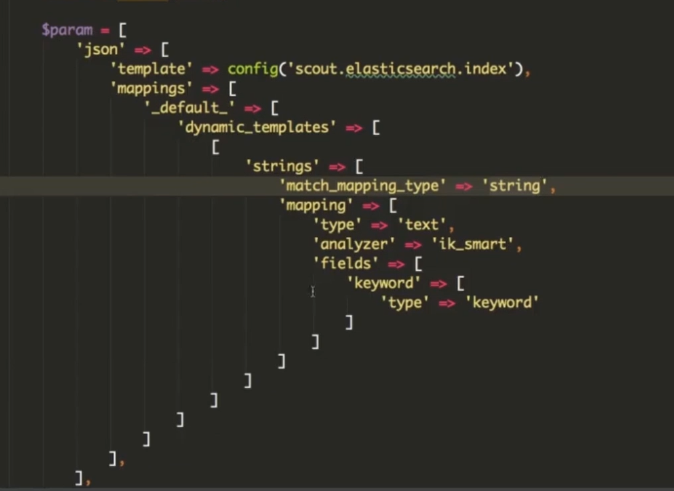 $param = [
'json' => [
'template' => config('scout.elasticsearch.index'),
'mappings' => [
'_default_' => [
'dynamic_templates' => [
[
'strings' => [
'match_mapping_type' => 'string',
'mapping' => [
'type' => 'text',
'analyzer' => 'ik_smart',
'fields' => [
'keyword' => [
'type' => 'keyword'
]
]
]
]
]
]
]
],
],